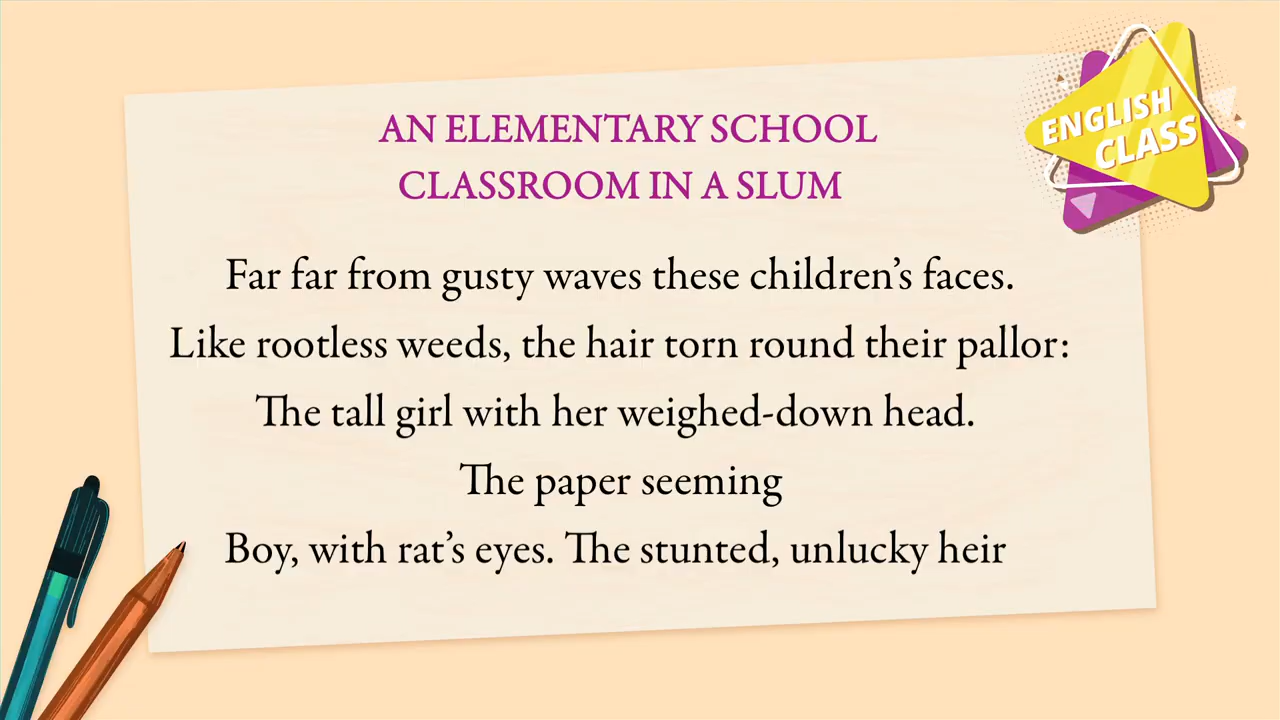 AN ELEMENTARY SCHOOL
CLASSROOM IN A SLUM
ENGLISH
CLASS
Far far from gusty waves these children’s faces.
Like rootless weeds, the hair torn round their pallor:
The tall girl with her weighed-down head.
The paper seeming
Boy, with rat’s eyes. The stunted, unlucky heir